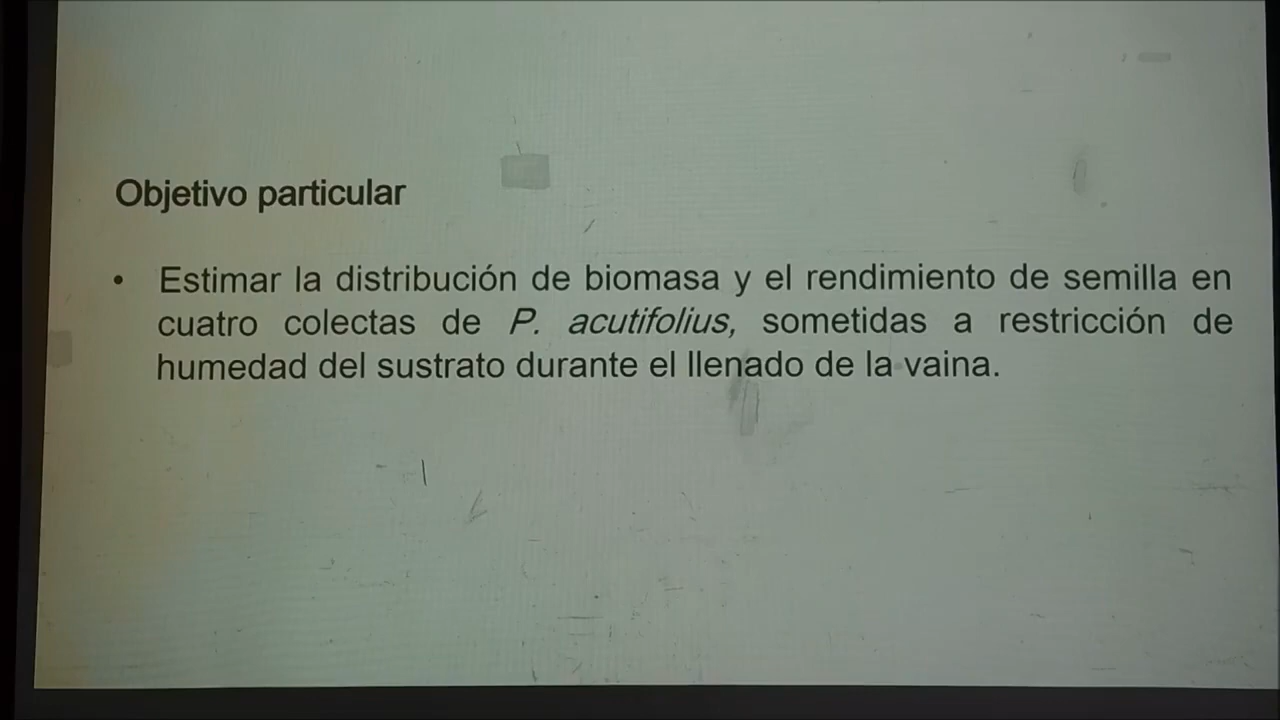 Objetivo particular
• Estimar la distribución de biomasa y el rendimiento de semilla en
cuatro colectas de P. acutifolius, sometidas a restricción de
humedad del sustrato durante el llenado de la vaina.